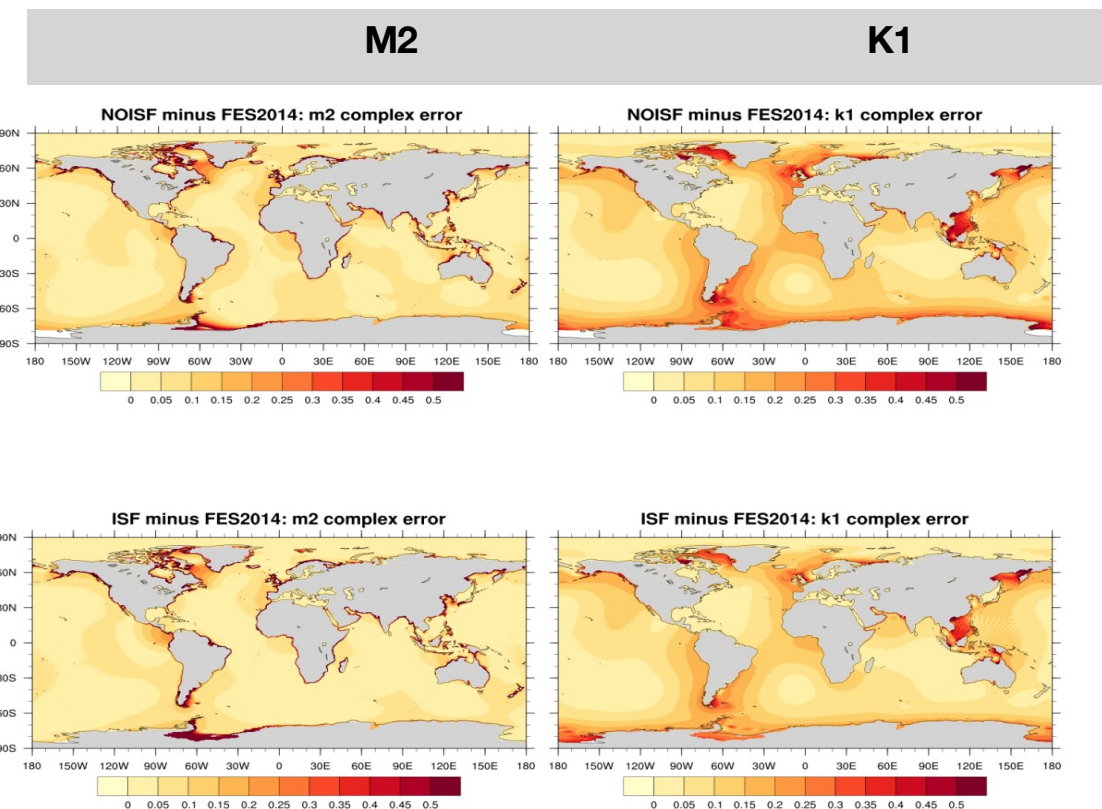 M2 K1
NOISF minus FES2014: m2 complex error
NOISF minus FES2014: k1 complex error
90N
60N
30N
0
30S
60S
90S
180 150W 120W 90W 60W 30W 0 30E 60E 90E 120E 150E 180
180 150W 120W 90W 60W 30W 0 30E 60E 90E 120E 150E 180
0 0.05 0.1 0.15 0.2 0.25 0.3 0.35 0.4 0.45 0.5
0 0.05 0.1 0.15 0.2 0.25 0.3 0.35 0.4 0.45 0.5
ISF minus FES2014: m2 complex error
ISF minus FES2014: k1 complex error
90N
60N
30N
0
30S
60S
90S
180 150W 120W 90W 60W 30W 0 30E 60E 90E 120E 150E 180
180 150W 120W 90W 60W 30W 0 30E 60E 90E 120E 150E 180
0 0.05 0.1 0.15 0.2 0.25 0.3 0.35 0.4 0.45 0.5
0 0.05 0.1 0.15 0.2 0.25 0.3 0.35 0.4 0.45 0.5